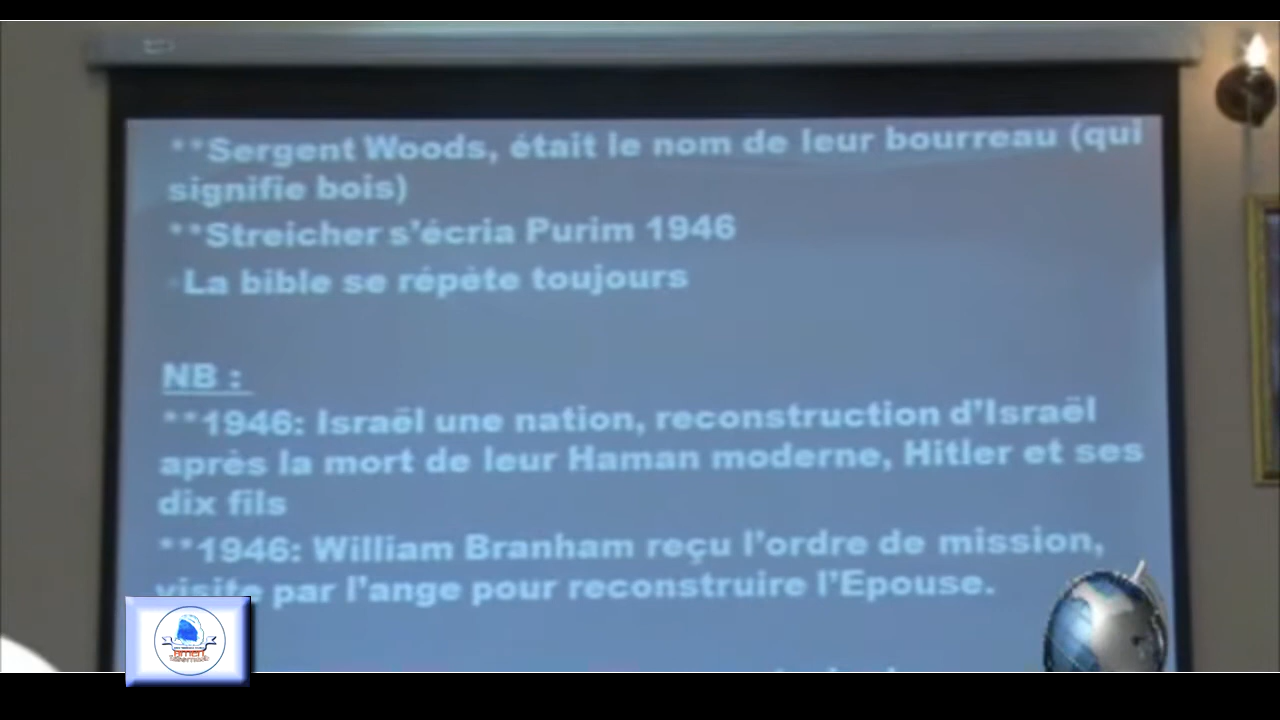 **Sergent Woods, était le nom de leur bourreau (qui
signifie bois)
**Streicher s'écria Purim 1946
La bible se répète toujours
NB :
**1946: Israël une nation, reconstruction d'Israël
après la mort de leur Haman moderne, Hitler et ses
dix fils
**1946: William Branham reçu l'ordre de mission,
visite par l'ange pour reconstruire l'Epouse.